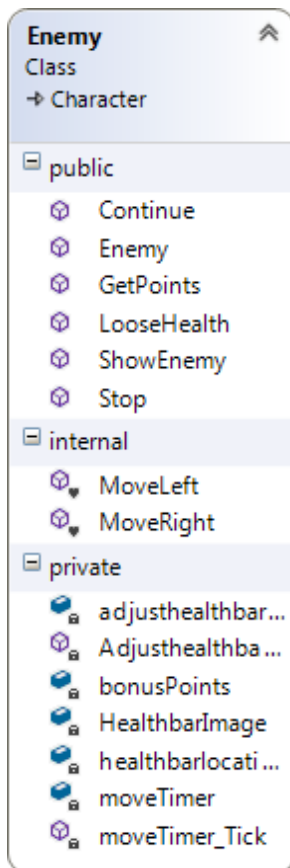 Enemy
Class
Character
public
Continue
Enemy
GetPoints
LooseHealth
ShowEnemy
Stop
internal
MoveLeft
MoveRight
private
adjusthealthbar...
Adjusthealthba...
bonusPoints
HealthbarImage
healthbarlocati...
moveTimer
moveTimer_Tick